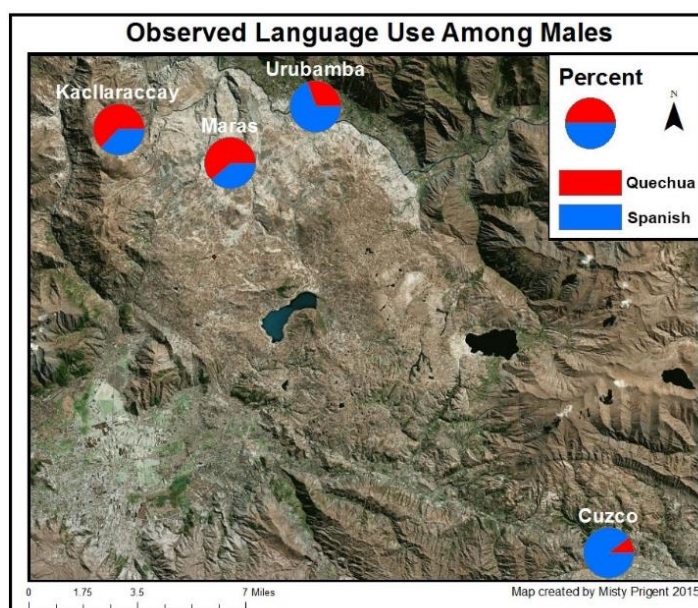 Observed Language Use Among Males
Urubamba
Kacllaraccay
Maras
Percent
N
Quechua
Spanish
Cuzco
0 1.75 3.5 7 Miles
Map created by Misty Prigent 2015